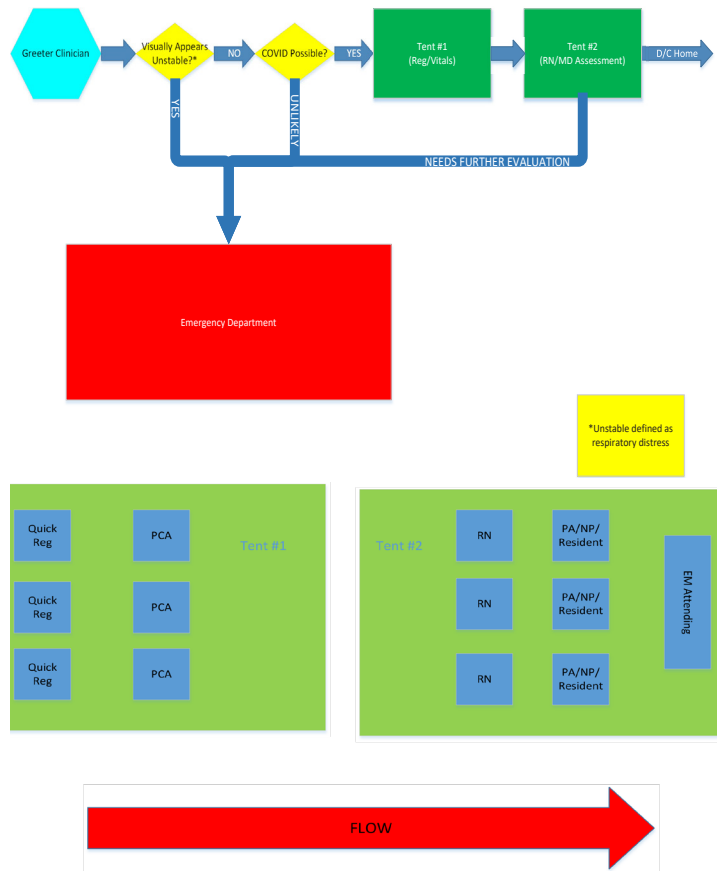 Greeter Clinician
Visually Appears
Unstable?*
NO
COVID Possible?
YES
Tent #1
(Reg/Vitals)
Tent #2
(RN/MD Assessment)
D/C Home
YES
UNLIKELY
NEEDS FURTHER EVALUATION
Emergency Department
*Unstable defined as
respiratory distress
Quick
Reg
PCA
Tent #1
Quick
Reg
PCA
Quick
Reg
PCA
Tent #2
RN
PA/NP/
Resident
RN
PA/NP/
Resident
RN
PA/NP/
Resident
EM Attending
FLOW